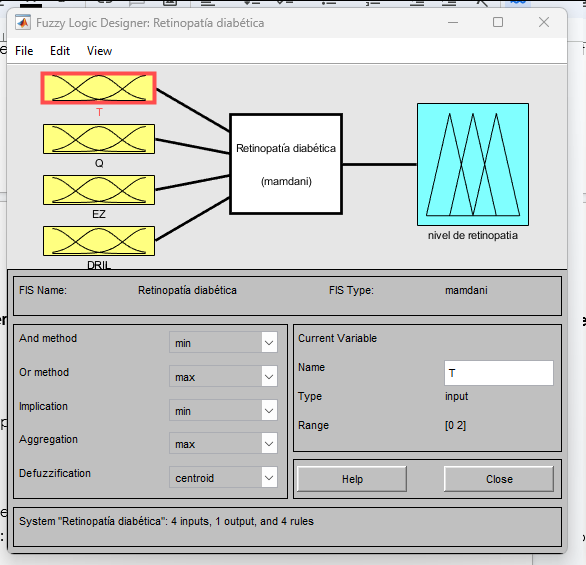 Fuzzy Logic Designer: Retinopatía diabética
File Edit View
T
Q
EZ
DRIL
Retinopatía diabética
(mamdani)
nivel de retinopatia
FIS Name: Retinopatía diabética FIS Type: mamdani
And method min
Or method max
Implication min
Aggregation max
Defuzzification centroid
Current Variable
Name T
Type input
Range [0 2]
Help Close
System "Retinopatía diabética": 4 inputs, 1 output, and 4 rules